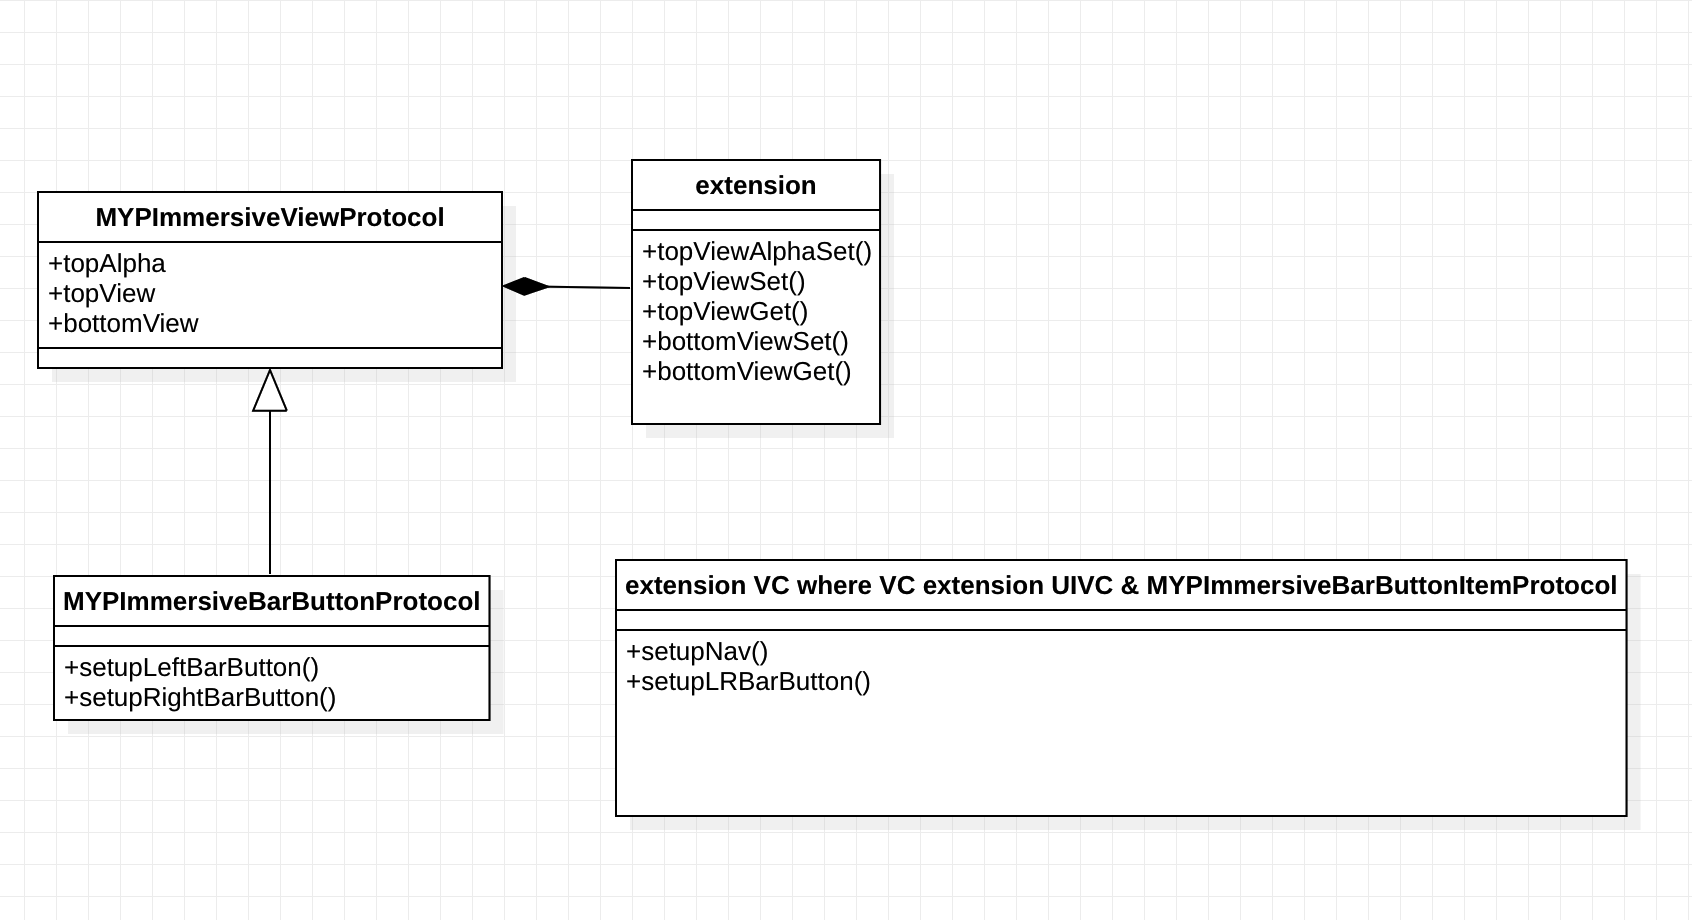 MYPImmersiveViewProtocol
+topAlpha
+topView
+bottomView
extension
+topViewAlphaSet()
+topViewSet()
+topViewGet()
+bottomViewSet()
+bottomViewGet()
MYPImmersiveBarButtonProtocol
+setupLeftBarButton()
+setupRightBarButton()
extension VC where VC extension UIVC & MYPImmersiveBarButtonItemProtocol
+setupNav()
+setupLRBarButton()